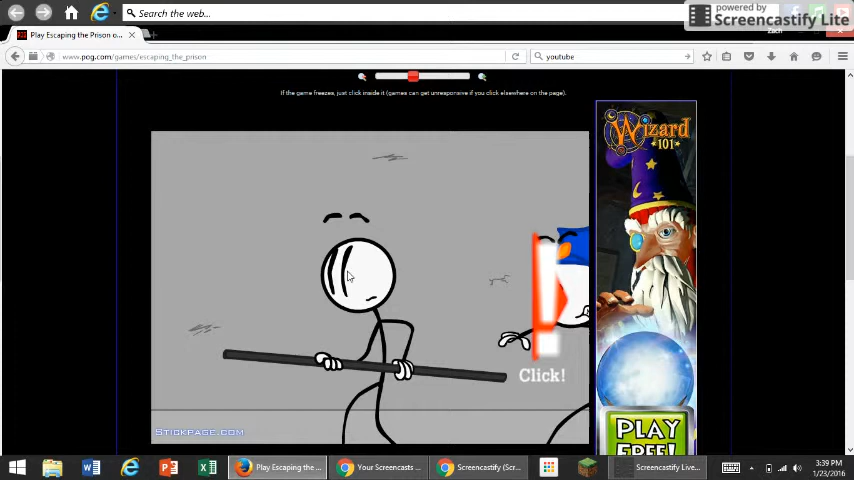 Search the web...
powered by
Screencastify Lite
Play Escaping the Prison o...
Zach
www.pog.com/games/escaping_the_prison
youtube
If the game freezes, just click inside it (games can get unresponsive if you click elsewhere on the page).
Wizard
101
!
Click!
STICKPAGE.COM
PLAY
FREE!
Play Escaping the ...
Your Screencasts ...
Screencastify (Scr...
Screencastify Live...
3:39 PM
1/23/2016